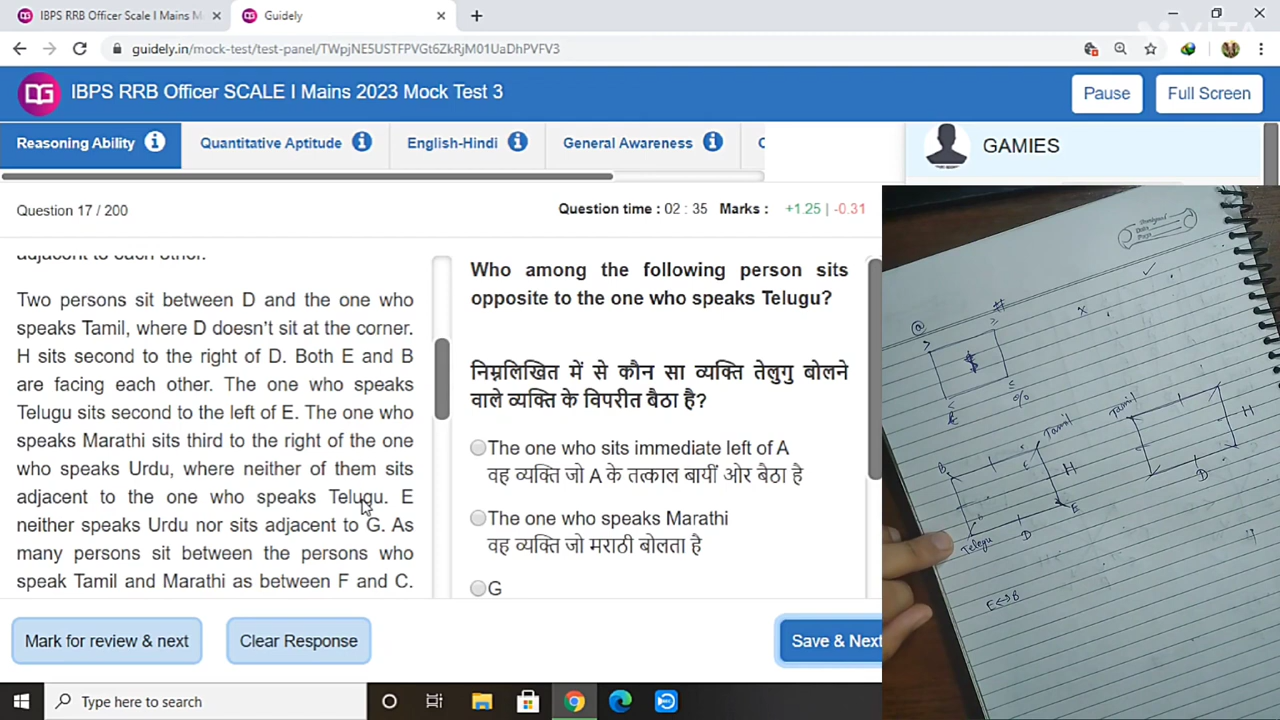 IBPS RRB Officer Scale I Mains M
Guidely
guidely.in/mock-test/test-panel/TWpjNE5USTFPVGt6ZkRjM01UaDhPVFV3
VITA
IBPS RRB Officer SCALE I Mains 2023 Mock Test 3
Pause
Full Screen
Reasoning Ability
Quantitative Aptitude
English-Hindi
General Awareness
GAMIES
Question 17 / 200
Question time : 02 : 35 Marks : +1.25 | -0.31
adjacent to each other.
Two persons sit between D and the one who
speaks Tamil, where D doesn't sit at the corner.
H sits second to the right of D. Both E and B
are facing each other. The one who speaks
Telugu sits second to the left of E. The one who
speaks Marathi sits third to the right of the one
who speaks Urdu, where neither of them sits
adjacent to the one who speaks Telugu. E
neither speaks Urdu nor sits adjacent to G. As
many persons sit between the persons who
speak Tamil and Marathi as between F and C.
Who among the following person sits
opposite to the one who speaks Telugu?
निम्नलिखित में से कौन सा व्यक्ति तेलुगु बोलने
वाले व्यक्ति के विपरीत बैठा है?
The one who sits immediate left of A
वह व्यक्ति जो A के तत्काल बायीं ओर बैठा है
The one who speaks Marathi
वह व्यक्ति जो मराठी बोलता है
G
Mark for review & next
Clear Response
Save & Next
@
#
$
%
B
Tamil
H
E
D
Telegu
E↔B
Tamil
H
D
Type here to search